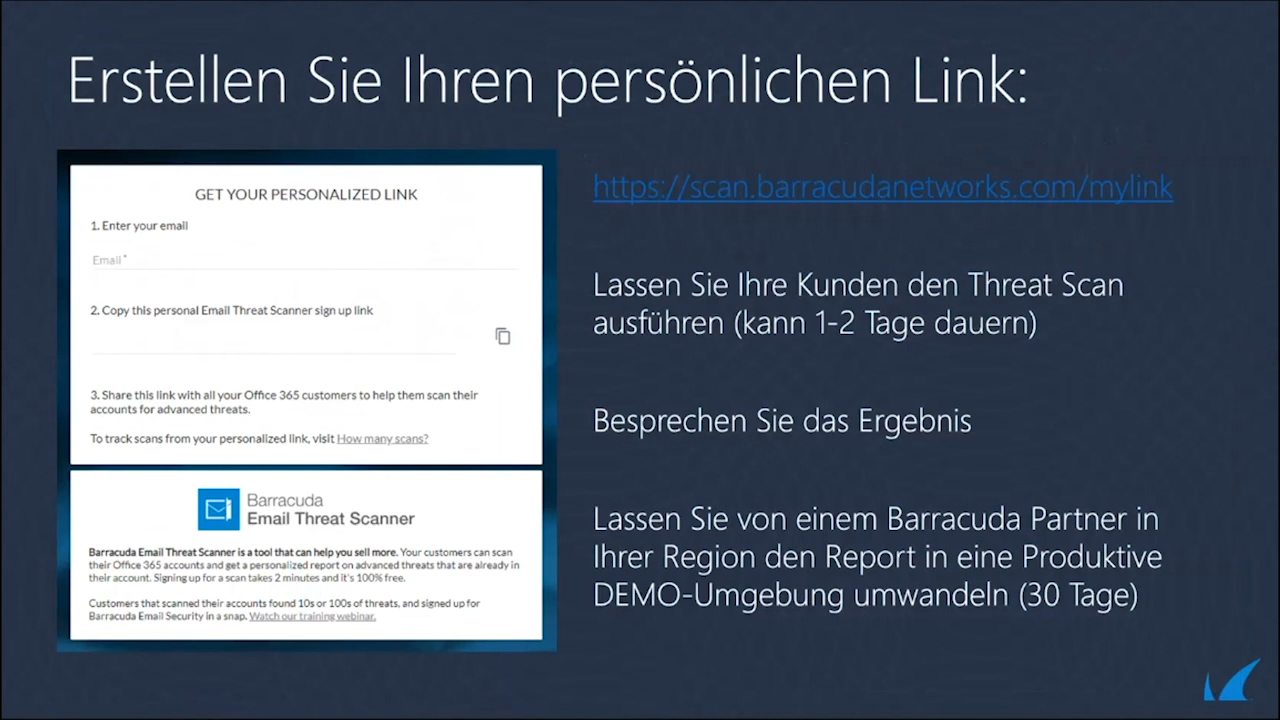 Erstellen Sie Ihren persönlichen Link:
GET YOUR PERSONALIZED LINK
1. Enter your email
Email*
2. Copy this personal Email Threat Scanner sign up link
3. Share this link with all your Office 365 customers to help them scan their
accounts for advanced threats.
To track scans from your personalized link, visit How many scans?
Barracuda
Email Threat Scanner
Barracuda Email Threat Scanner is a tool that can help you sell more. Your customers can scan
their Office 365 accounts and get a personalized report on advanced threats that are already in
their account. Signing up for a scan takes 2 minutes and it's 100% free.
Customers that scanned their accounts found 10s or 100s of threats, and signed up for
Barracuda Email Security in a snap. Watch our training webinar.
https://scan.barracudanetworks.com/mylink
Lassen Sie Ihre Kunden den Threat Scan
ausführen (kann 1-2 Tage dauern)
Besprechen Sie das Ergebnis
Lassen Sie von einem Barracuda Partner in
Ihrer Region den Report in eine Produktive
DEMO-Umgebung umwandeln (30 Tage)